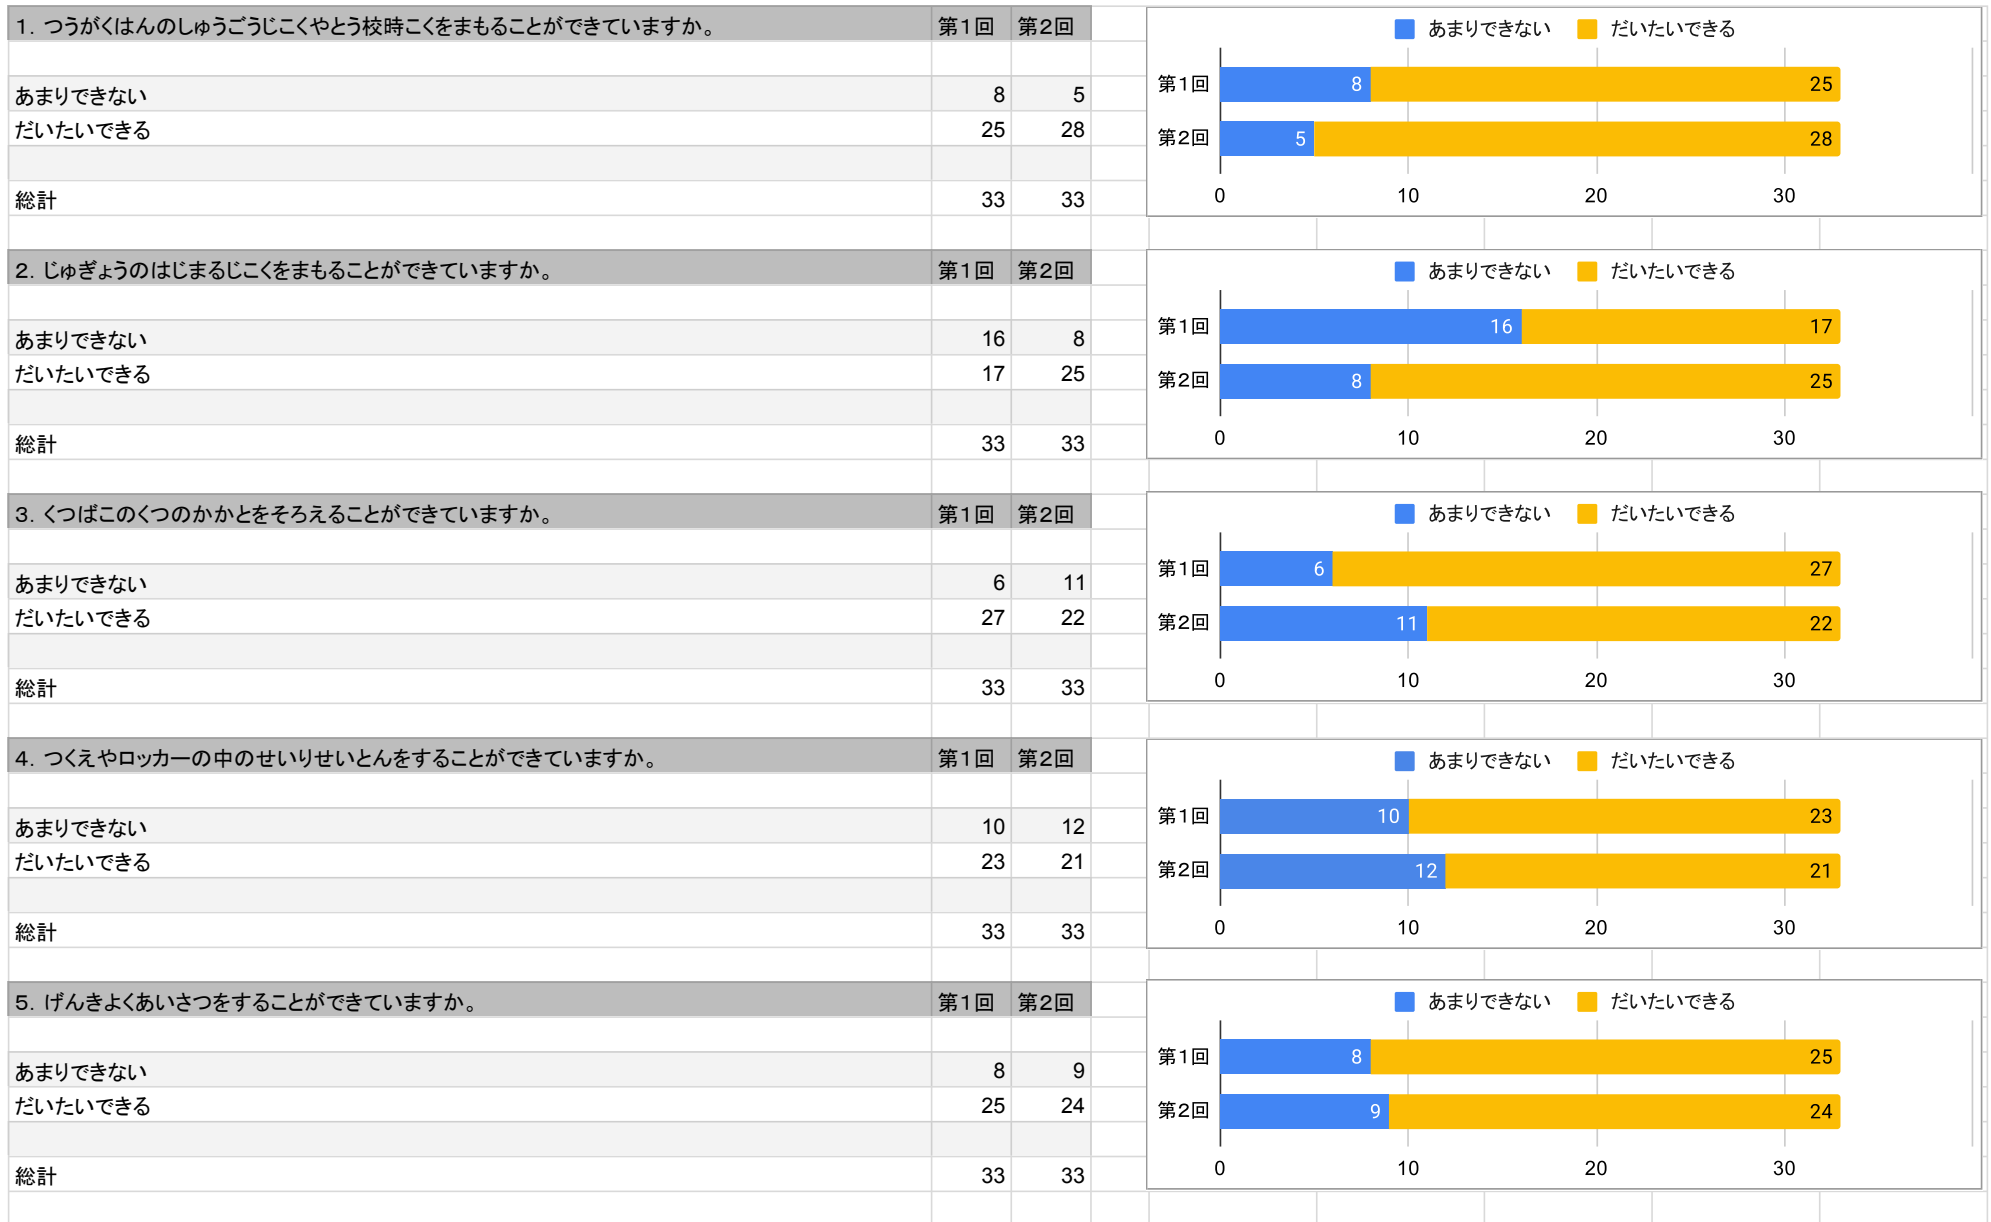 1．つうがくはんのしゅうごうじこくやとう校時こくをまもることができていますか。 第1回 第2回
あまりできない 8 5
だいたいできる 25 28
総計 33 33
あまりできない だいたいできる
第1回 8 25
第2回 5 28
0 10 20 30
2．じゅぎょうのはじまるじこくをまもることができていますか。 第1回 第2回
あまりできない 16 8
だいたいできる 17 25
総計 33 33
あまりできない だいたいできる
第1回 16 17
第2回 8 25
0 10 20 30
3．くつばこのくつのかかとをそろえることができていますか。 第1回 第2回
あまりできない 6 11
だいたいできる 27 22
総計 33 33
あまりできない だいたいできる
第1回 6 27
第2回 11 22
0 10 20 30
4．つくえやロッカーの中のせいりせいとんをすることができていますか。 第1回 第2回
あまりできない 10 12
だいたいできる 23 21
総計 33 33
あまりできない だいたいできる
第1回 10 23
第2回 12 21
0 10 20 30
5．げんきよくあいさつをすることができていますか。 第1回 第2回
あまりできない 8 9
だいたいできる 25 24
総計 33 33
あまりできない だいたいできる
第1回 8 25
第2回 9 24
0 10 20 30